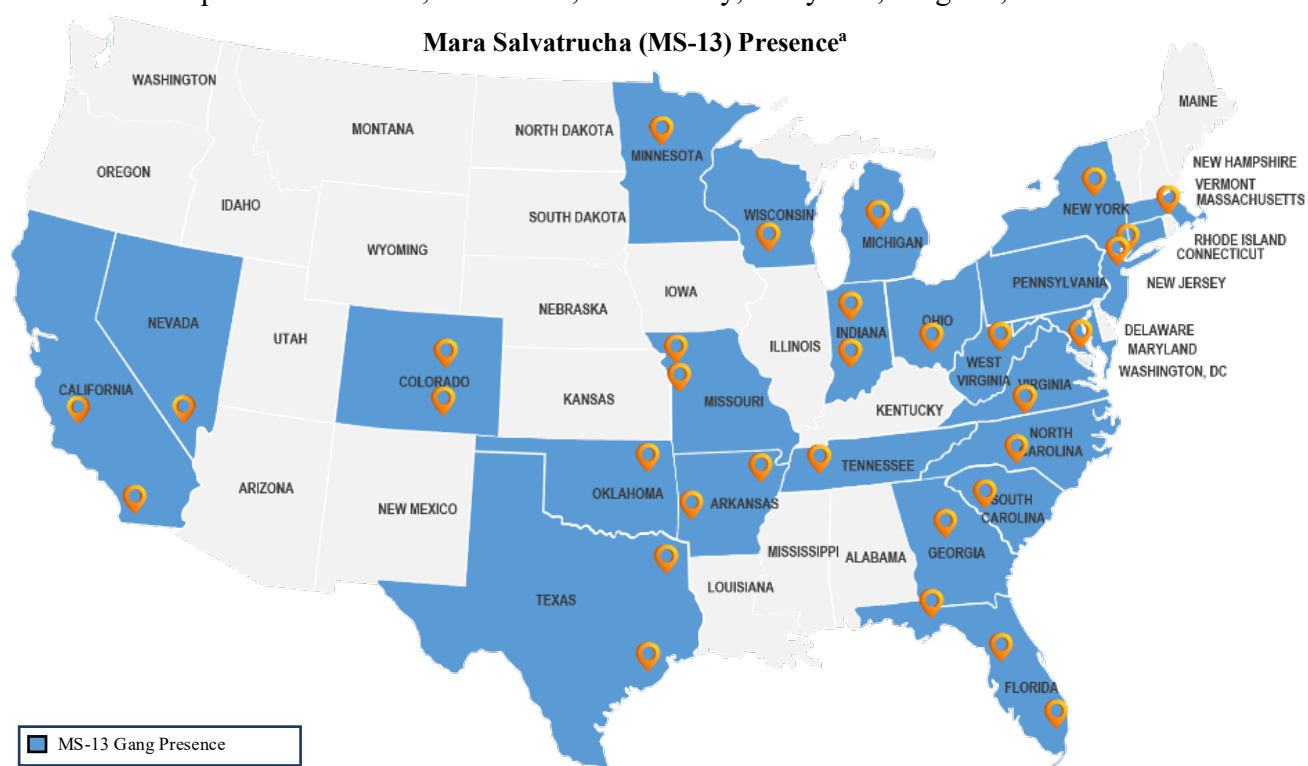 Mara Salvatrucha (MS-13) Presenceᵃ
WASHINGTON
MONTANA
NORTH DAKOTA
MINNESOTA
MAINE
OREGON
IDAHO
SOUTH DAKOTA
WISCONSIN
MICHIGAN
NEW YORK
NEW HAMPSHIRE
VERMONT
MASSACHUSETTS
WYOMING
RHODE ISLAND
CONNECTICUT
IOWA
PENNSYLVANIA
NEW JERSEY
NEBRASKA
NEVADA
UTAH
ILLINOIS
INDIANA
OHIO
DELAWARE
MARYLAND
WASHINGTON, DC
CALIFORNIA
COLORADO
KANSAS
MISSOURI
WEST
VIRGINIA
VIRGINIA
KENTUCKY
NORTH
CAROLINA
TENNESSEE
ARIZONA
NEW MEXICO
OKLAHOMA
ARKANSAS
SOUTH
CAROLINA
MISSISSIPPI
ALABAMA
GEORGIA
TEXAS
LOUISIANA
FLORIDA
MS-13 Gang Presence